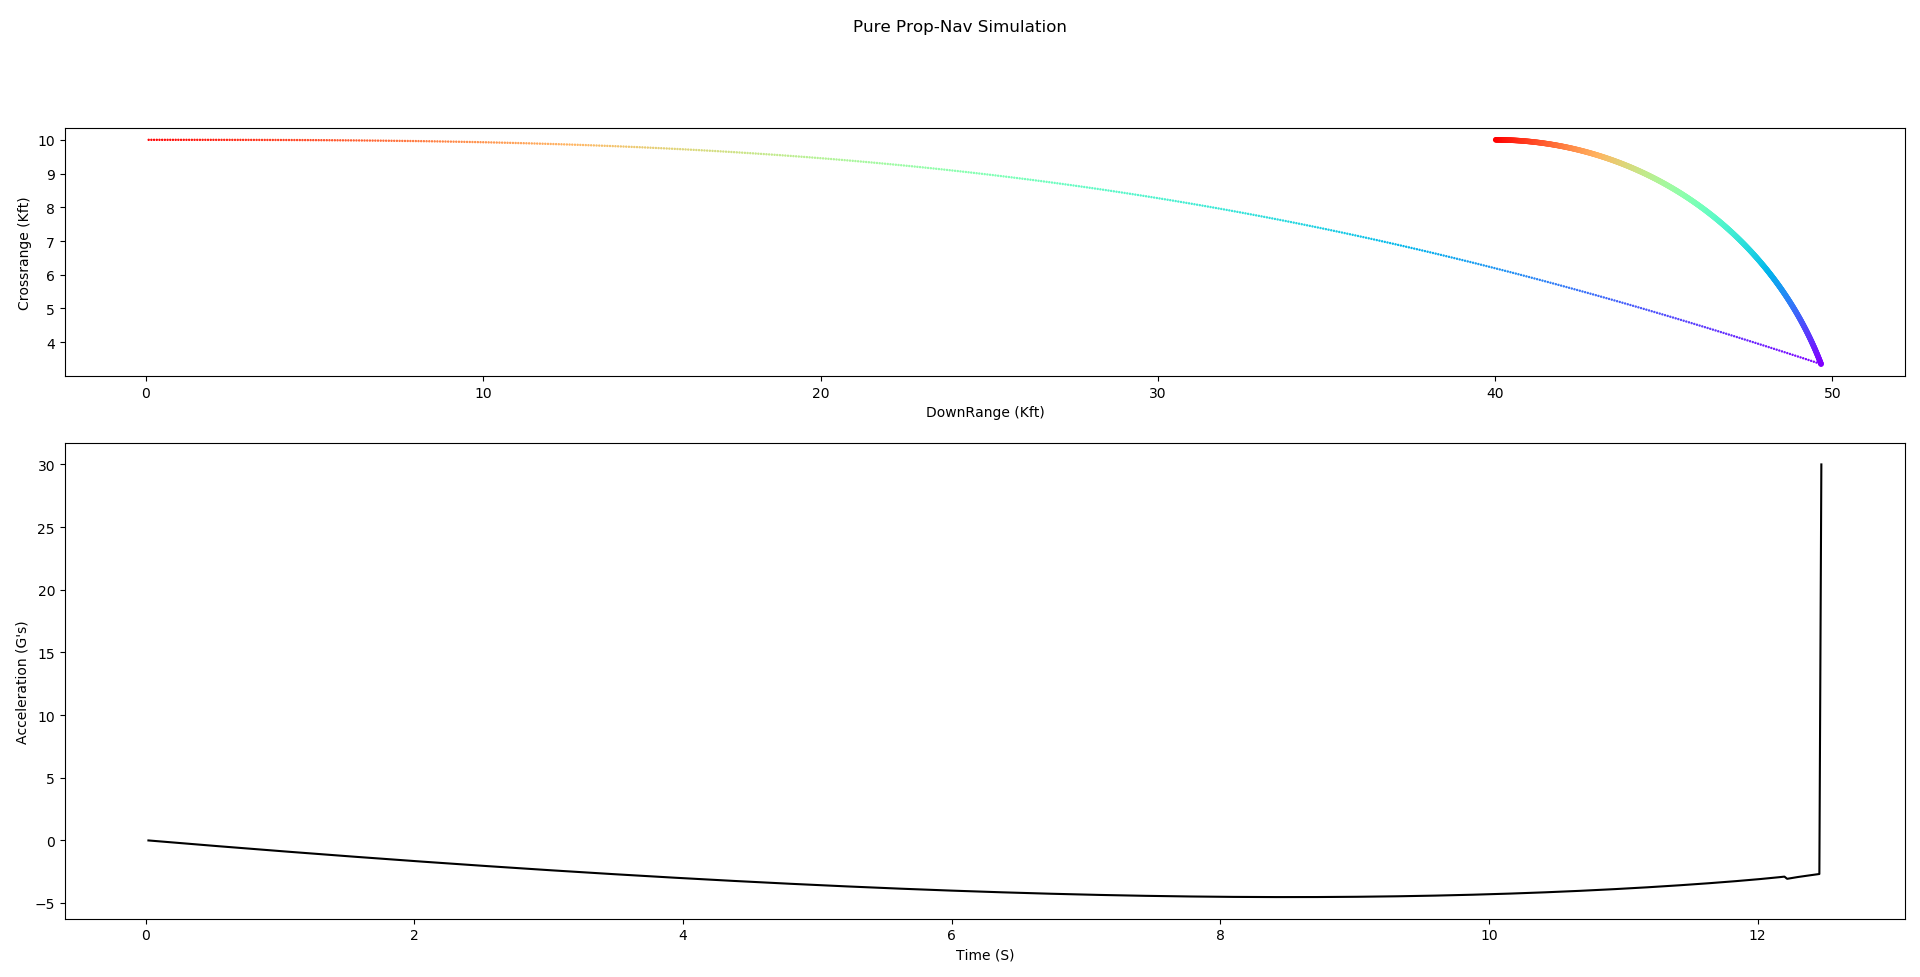 Pure Prop-Nav Simulation
10
9
8
7
6
5
4
Crossrange (Kft)
0 10 20 30 40 50
DownRange (Kft)
30
25
20
15
10
5
0
−5
Acceleration (G's)
0 2 4 6 8 10 12
Time (S)